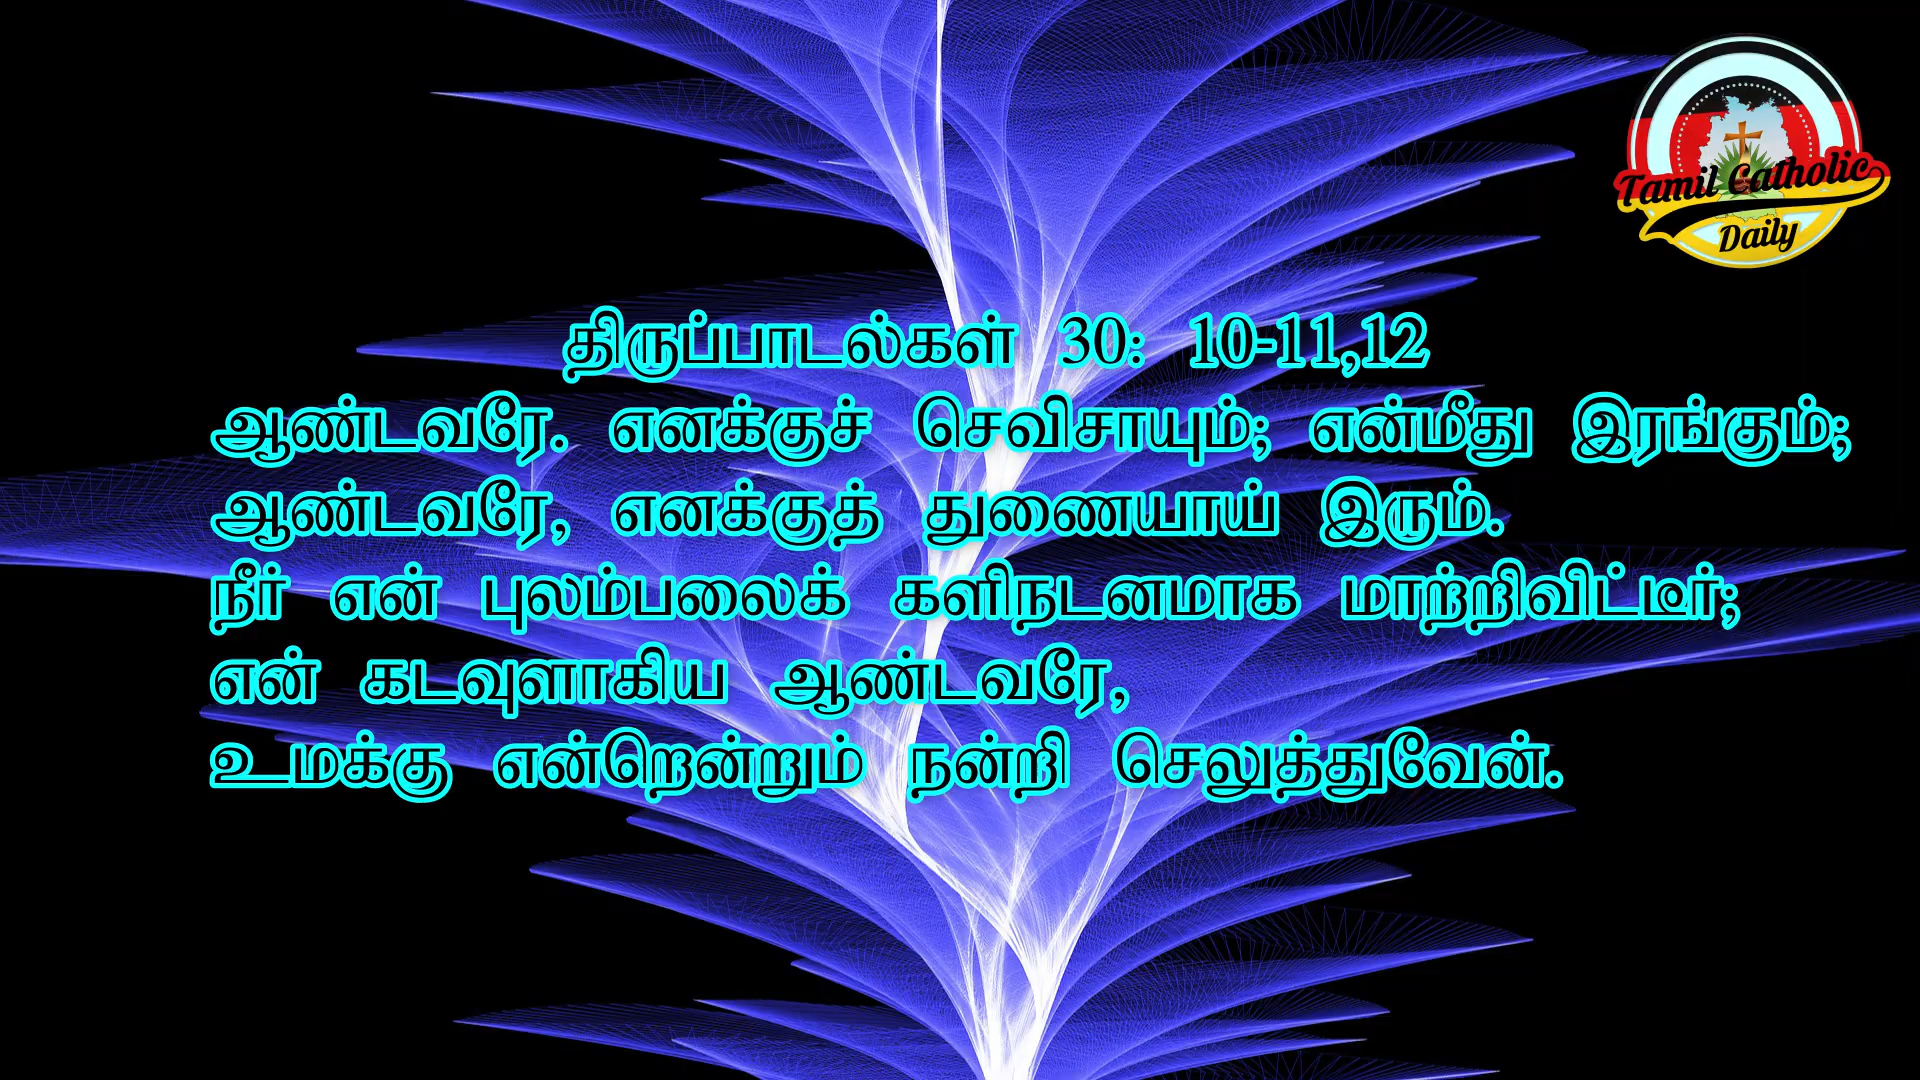 Tamil Catholic
Daily
திருப்பாடல்கள் 30: 10-11,12
ஆண்டவரே. எனக்குச் செவிசாயும்; என்மீது இரங்கும்;
ஆண்டவரே, எனக்குத் துணையாய் இரும்.
நீர் என் புலம்பலைக் களிநடனமாக மாற்றிவிட்டீர்;
என் கடவுளாகிய ஆண்டவரே,
உமக்கு என்றென்றும் நன்றி செலுத்துவேன்.